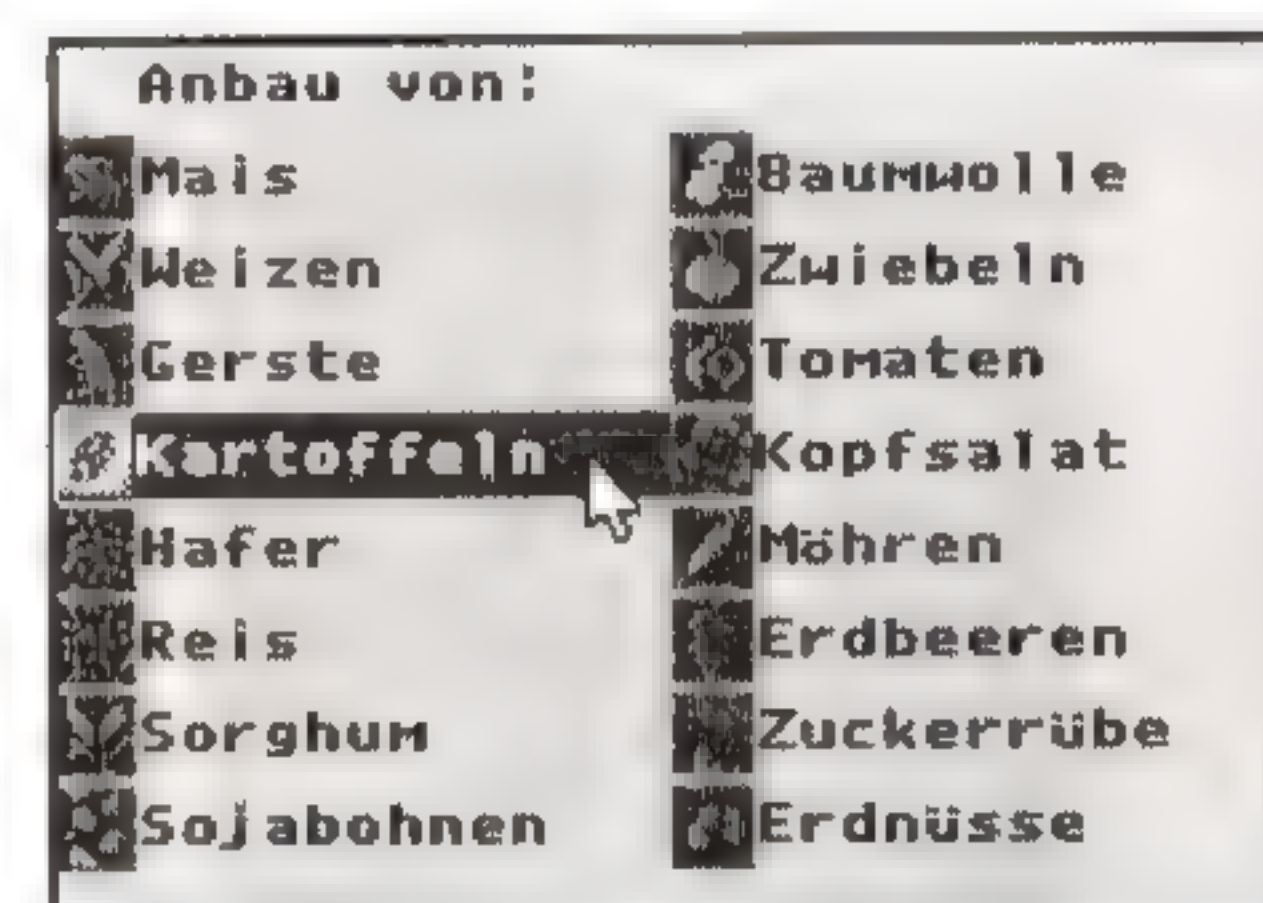 Anbau von:
Mais
Weizen
Gerste
Kartoffeln
Hafer
Reis
Sorghum
Sojabohnen
Baumwolle
Zwiebeln
Tomaten
Kopfsalat
Möhren
Erdbeeren
Zuckerrübe
Erdnüsse